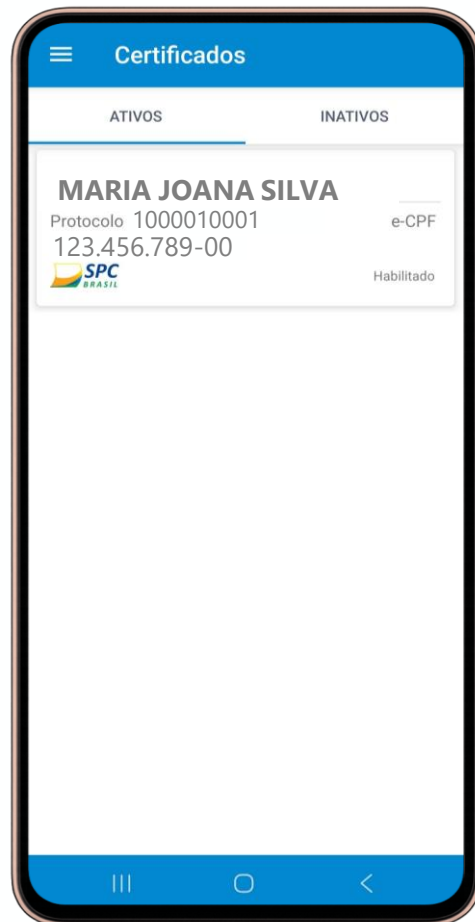 Certificados
ATIVOS INATIVOS
MARIA JOANA SILVA
Protocolo 1000010001 e-CPF
123.456.789-00
SPC
BRASIL
Habilitado